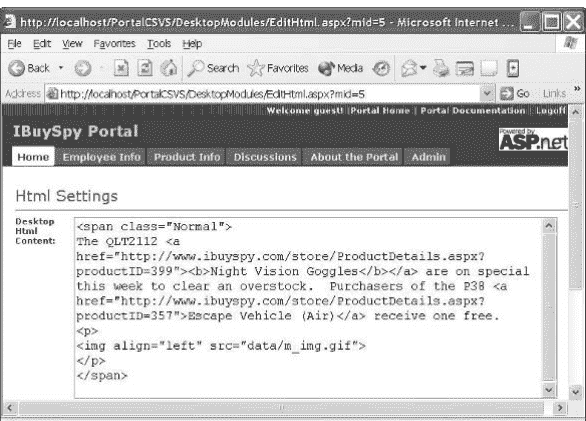 http://localhost/PortalCSVS/DesktopModules/EditHtml.aspx?mid=5 - Microsoft Internet ...
File Edit View Favorites Tools Help
Back Search Favorites Media
Address http://localhost/PortalCSVS/DesktopModules/EditHtml.aspx?mid=5 Go Links »
Welcome guest! | Portal Home | Portal Documentation | Logoff
IBuySpy Portal
Powered by
ASP.net
Home Employee Info Product Info Discussions About the Portal Admin
Html Settings
Desktop
Html
Content:
<span class="Normal">
The QLT2112 <a
href="http://www.ibuyspy.com/store/ProductDetails.aspx?
productID=399"><b>Night Vision Goggles</b></a> are on special
this week to clear an overstock.  Purchasers of the P38 <a
href="http://www.ibuyspy.com/store/ProductDetails.aspx?
productID=357">Escape Vehicle (Air)</a> receive one free.
<p>
<img align="left" src="data/m_img.gif">
</p>
</span>